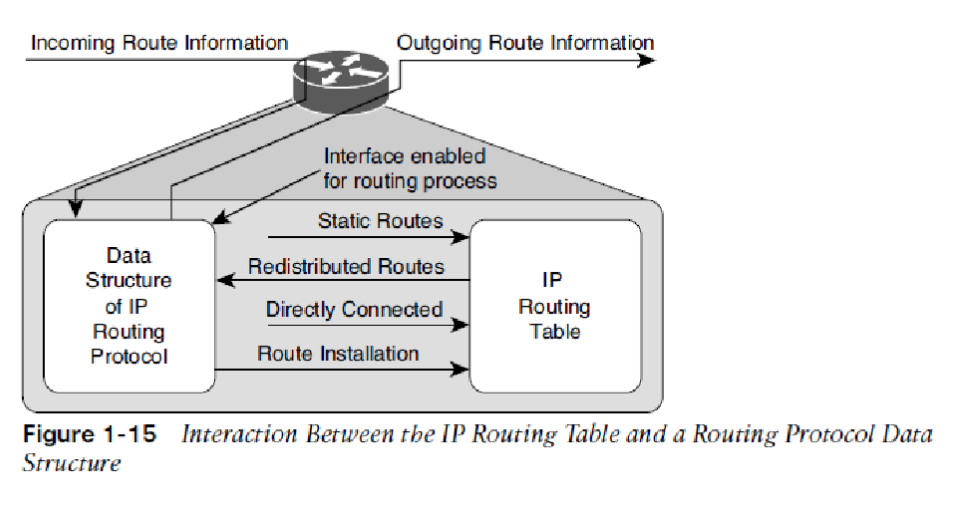 Incoming Route Information
Outgoing Route Information
Interface enabled
for routing process
Data
Structure
of IP
Routing
Protocol
Static Routes
Redistributed Routes
Directly Connected
Route Installation
IP
Routing
Table
Figure 1-15 Interaction Between the IP Routing Table and a Routing Protocol Data
Structure